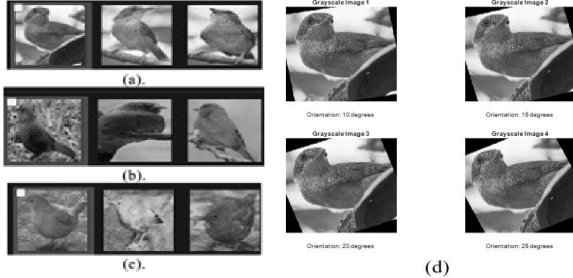 (a).
(b).
(c).
Grayscale Image 1
Orientation: 10 degrees
Grayscale Image 2
Orientation: 15 degrees
Grayscale Image 3
Orientation: 20 degrees
Grayscale Image 4
Orientation: 25 degrees
(d)